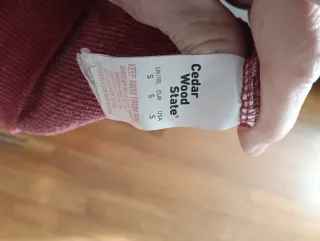 Cedar
Wood
State®
UK/IRL EUR USA
S S S
KEEP AWAY FROM FIRE